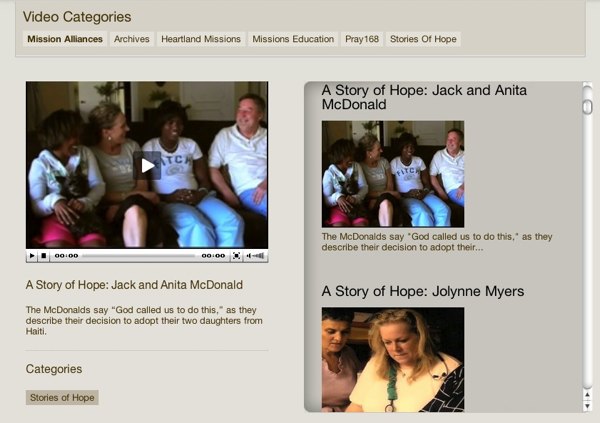 Video Categories
Mission Alliances
Archives
Heartland Missions
Missions Education
Pray168
Stories Of Hope
00:00
00:00
A Story of Hope: Jack and Anita McDonald
The McDonalds say “God called us to do this,” as they
describe their decision to adopt their two daughters from
Haiti.
Categories
Stories of Hope
A Story of Hope: Jack and Anita
McDonald
FITCH
The McDonalds say "God called us to do this," as they
describe their decision to adopt their...
A Story of Hope: Jolynne Myers